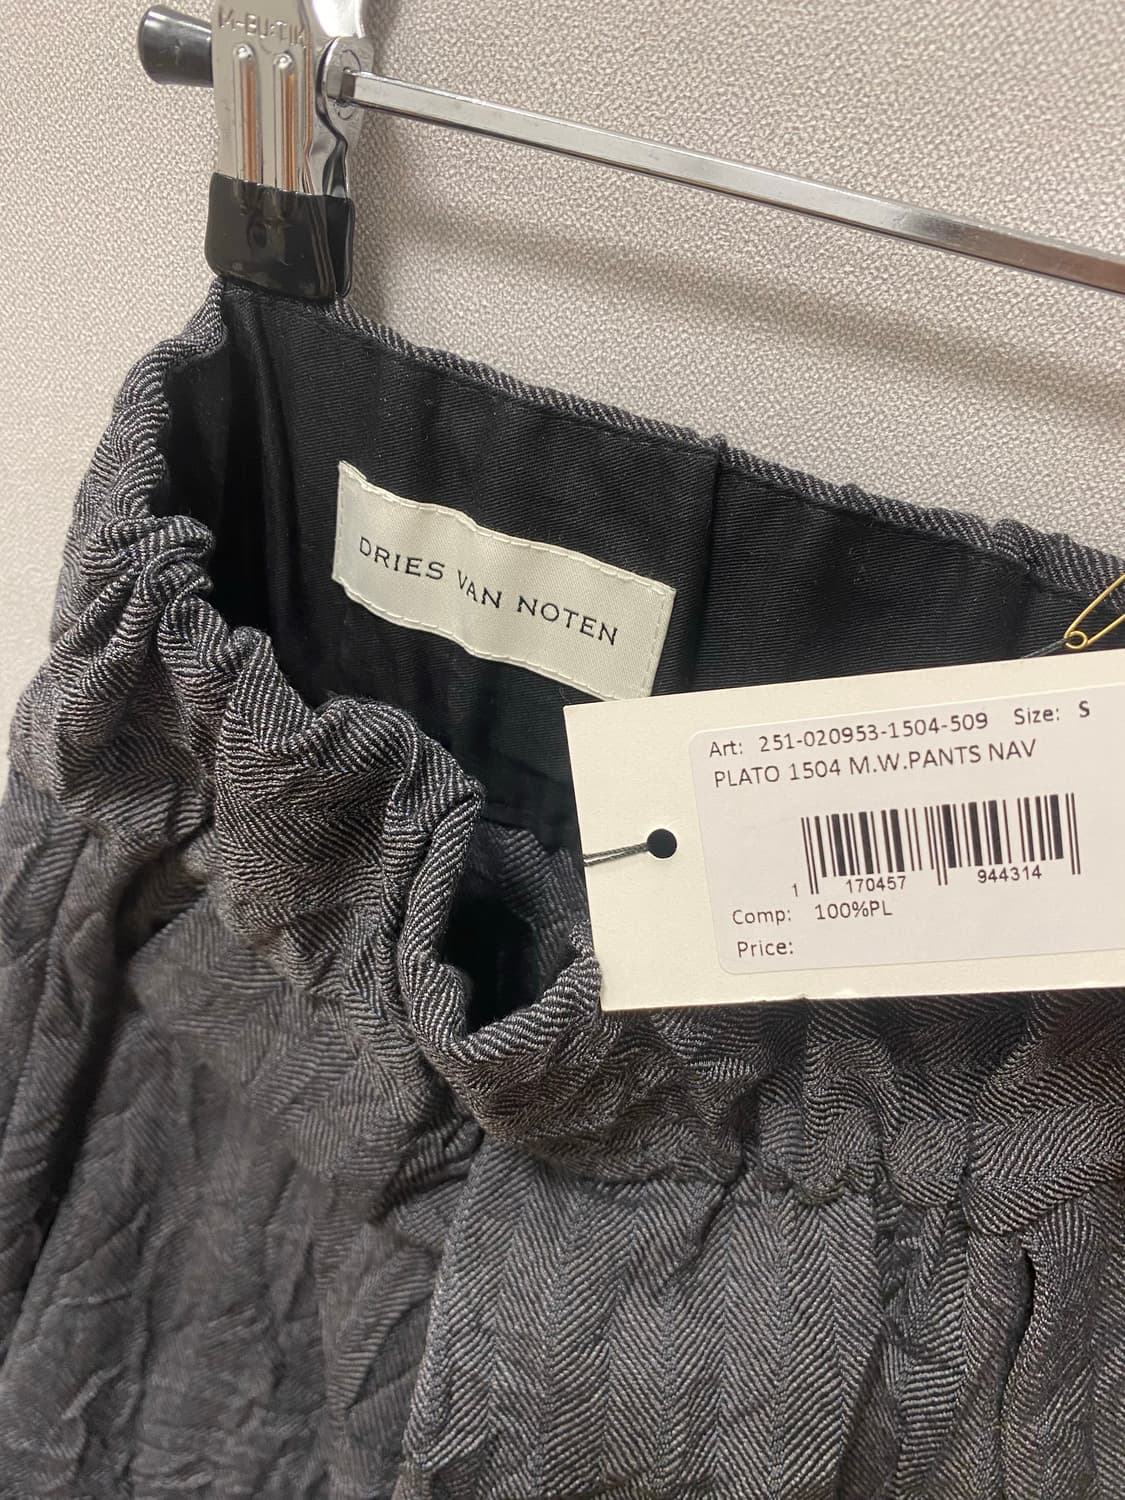 M-BUTIK
DRIES VAN NOTEN
Art: 251-020953-1504-509 Size: S
PLATO 1504 M.W.PANTS NAV
1 170457 944314
Comp: 100%PL
Price: